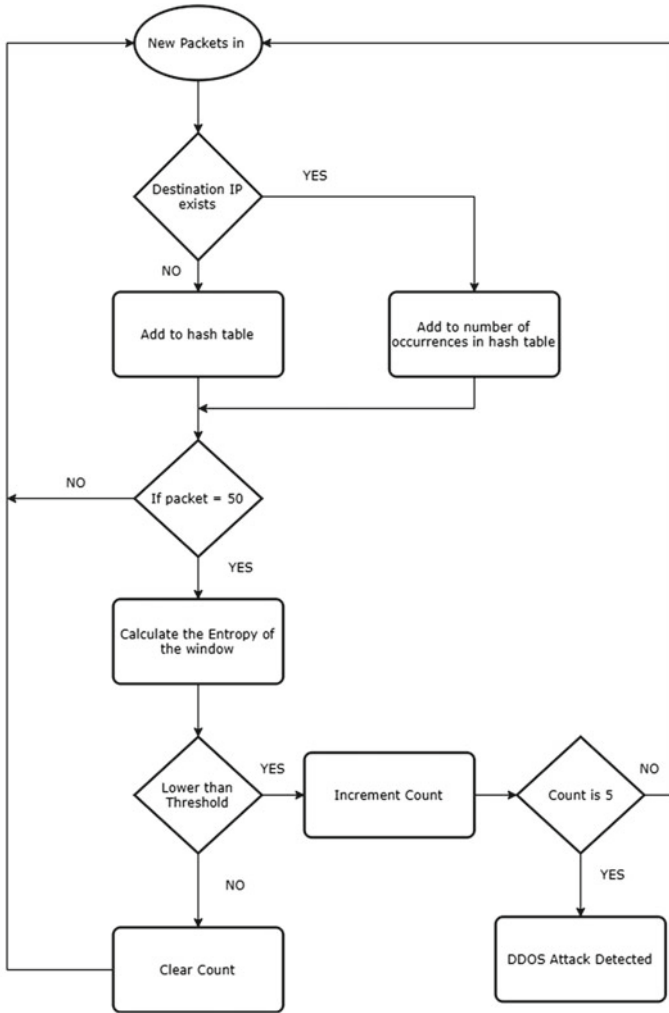 New Packets in
Destination IP
exists
YES
NO
Add to hash table
Add to number of
occurrences in hash table
NO
If packet = 50
YES
Calculate the Entropy of
the window
Lower than
Threshold
YES
Increment Count
Count is 5
NO
NO
YES
Clear Count
DDOS Attack Detected